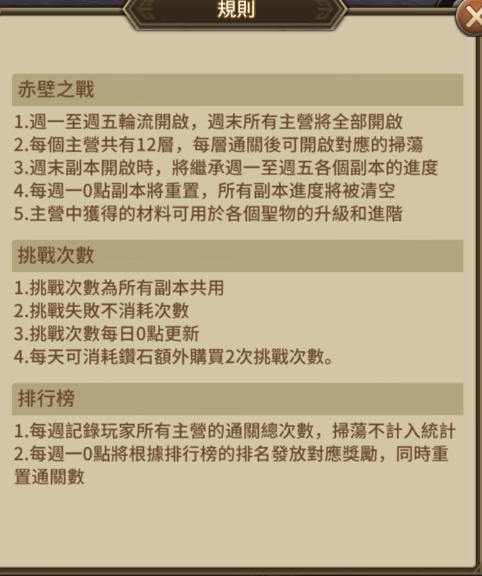 規則
赤壁之戰
1.週一至週五輪流開啟，週末所有主營將全部開啟
2.每個主營共有12層，每層通關後可開啟對應的掃蕩
3.週末副本開啟時，將繼承週一至週五各個副本的進度
4.每週一0點副本將重置，所有副本進度將被清空
5.主營中獲得的材料可用於各個聖物的升級和進階
挑戰次數
1.挑戰次數為所有副本共用
2.挑戰失敗不消耗次數
3.挑戰次數每日0點更新
4.每天可消耗鑽石額外購買2次挑戰次數。
排行榜
1.每週記錄玩家所有主營的通關總次數，掃蕩不計入統計
2.每週一0點將根據排行榜的排名發放對應獎勵，同時重
置通關數